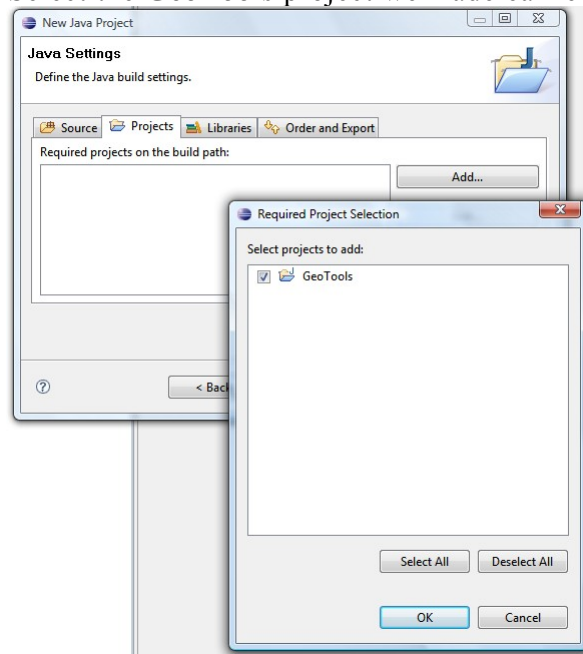 New Java Project
Java Settings
Define the Java build settings.
Source Projects Libraries Order and Export
Required projects on the build path:
Add...
Required Project Selection
Select projects to add:
GeoTools
? < Back
Select All Deselect All
OK Cancel